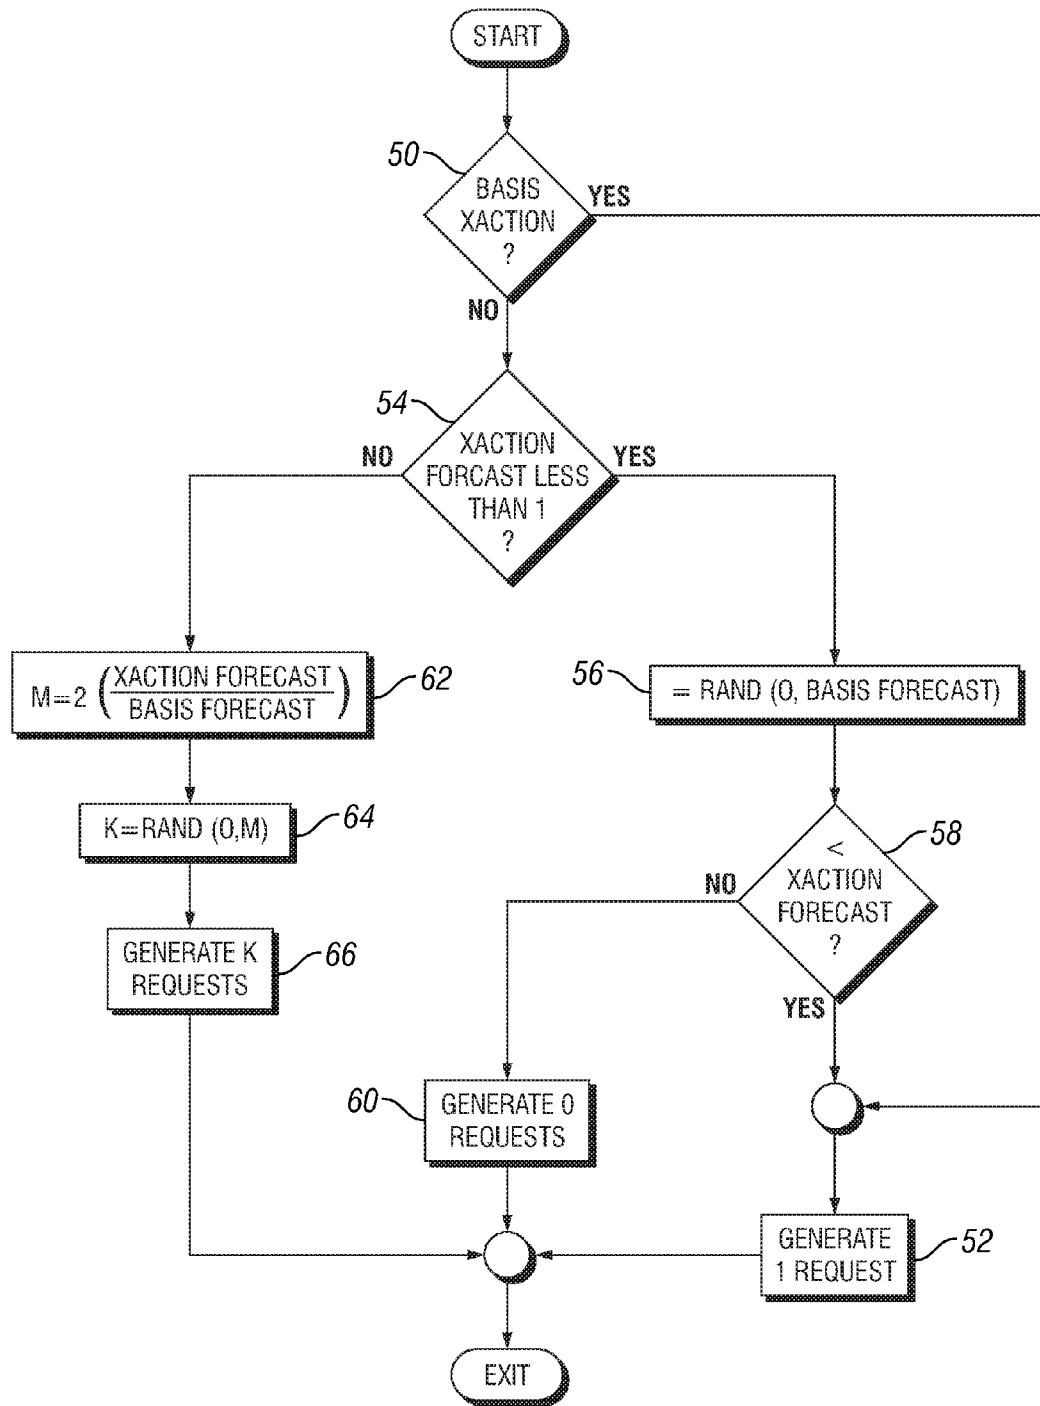 START
50
BASIS
XACTION
?
YES
NO
54
XACTION
FORCAST LESS
THAN 1
?
NO
YES
M=2 (XACTION FORECAST
BASIS FORECAST)
62
56
= RAND (0, BASIS FORECAST)
K=RAND (0,M)
64
<
XACTION
FORECAST
?
58
NO
YES
GENERATE K
REQUESTS
66
60
GENERATE 0
REQUESTS
GENERATE
1 REQUEST
52
EXIT